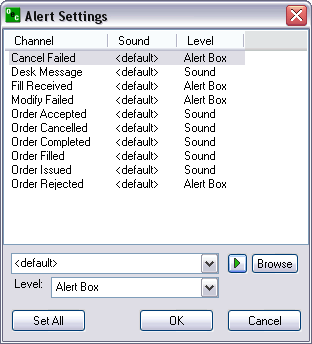 Alert Settings
Channel Sound Level
Cancel Failed <default> Alert Box
Desk Message <default> Sound
Fill Received <default> Alert Box
Modify Failed <default> Alert Box
Order Accepted <default> Sound
Order Cancelled <default> Sound
Order Completed <default> Sound
Order Filled <default> Sound
Order Issued <default> Sound
Order Rejected <default> Alert Box
<default> Browse
Level: Alert Box
Set All OK Cancel